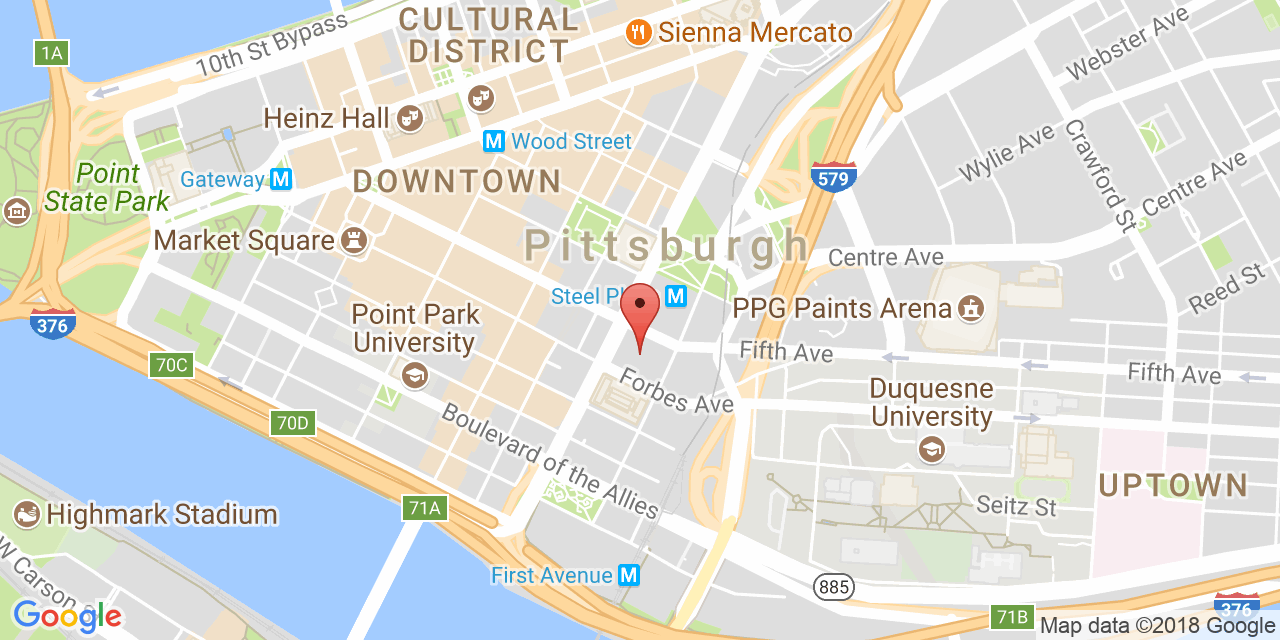 CULTURAL
DISTRICT
Sienna Mercato
Webster Ave
1A
10th St Bypass
Heinz Hall
M Wood Street
Wylie Ave
Crawford St
Centre Ave
Point
State Park
Gateway M
DOWNTOWN
579
Market Square
Pittsburgh
Centre Ave
Reed St
Steel Pl
M
PPG Paints Arena
376
Point Park
University
Fifth Ave
Fifth Ave
70C
Forbes Ave
Duquesne
University
70D
Boulevard of the Allies
UPTOWN
71A
Seitz St
Highmark Stadium
W Carson
First Avenue M
885
71B
376
Google
Map data ©2018 Google